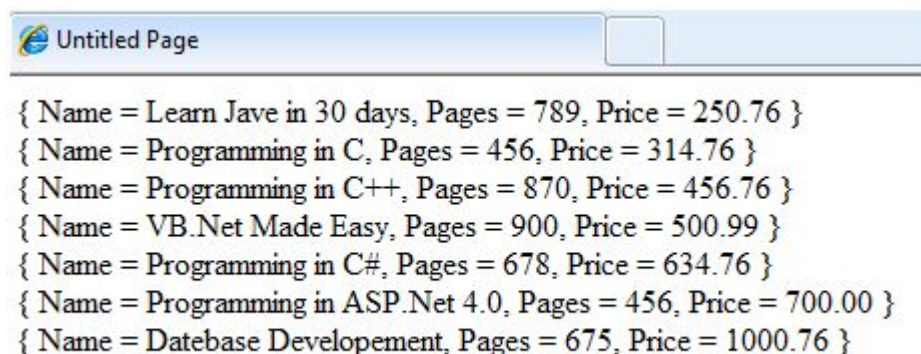 Untitled Page
{ Name = Learn Jave in 30 days, Pages = 789, Price = 250.76 }
{ Name = Programming in C, Pages = 456, Price = 314.76 }
{ Name = Programming in C++, Pages = 870, Price = 456.76 }
{ Name = VB.Net Made Easy, Pages = 900, Price = 500.99 }
{ Name = Programming in C#, Pages = 678, Price = 634.76 }
{ Name = Programming in ASP.Net 4.0, Pages = 456, Price = 700.00 }
{ Name = Datebase Developement, Pages = 675, Price = 1000.76 }